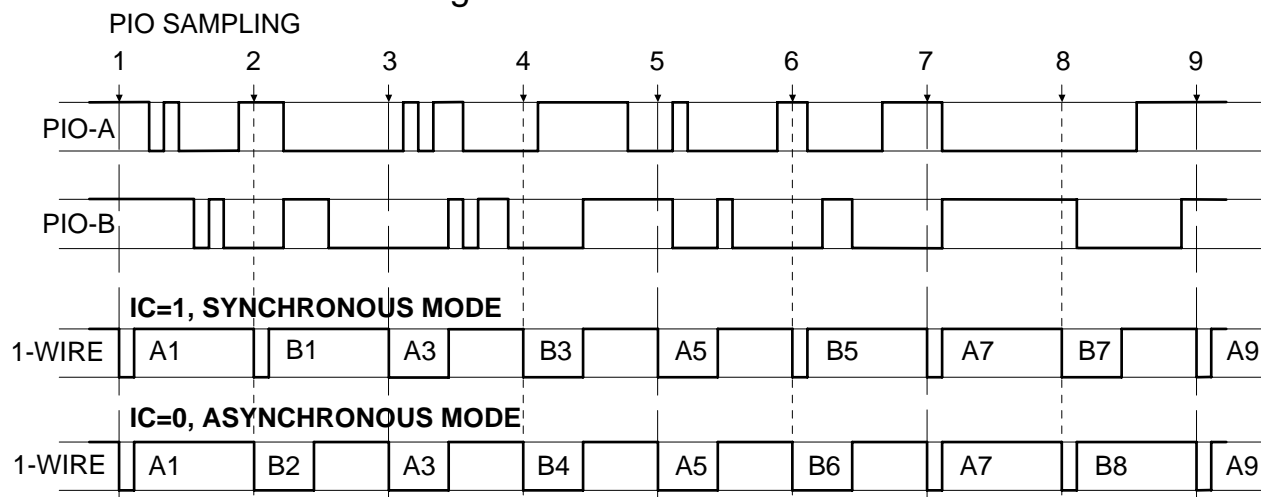 PIO SAMPLING
1 2 3 4 5 6 7 8 9
PIO-A
PIO-B
IC=1, SYNCHRONOUS MODE
1-WIRE A1 B1 A3 B3 A5 B5 A7 B7 A9
IC=0, ASYNCHRONOUS MODE
1-WIRE A1 B2 A3 B4 A5 B6 A7 B8 A9